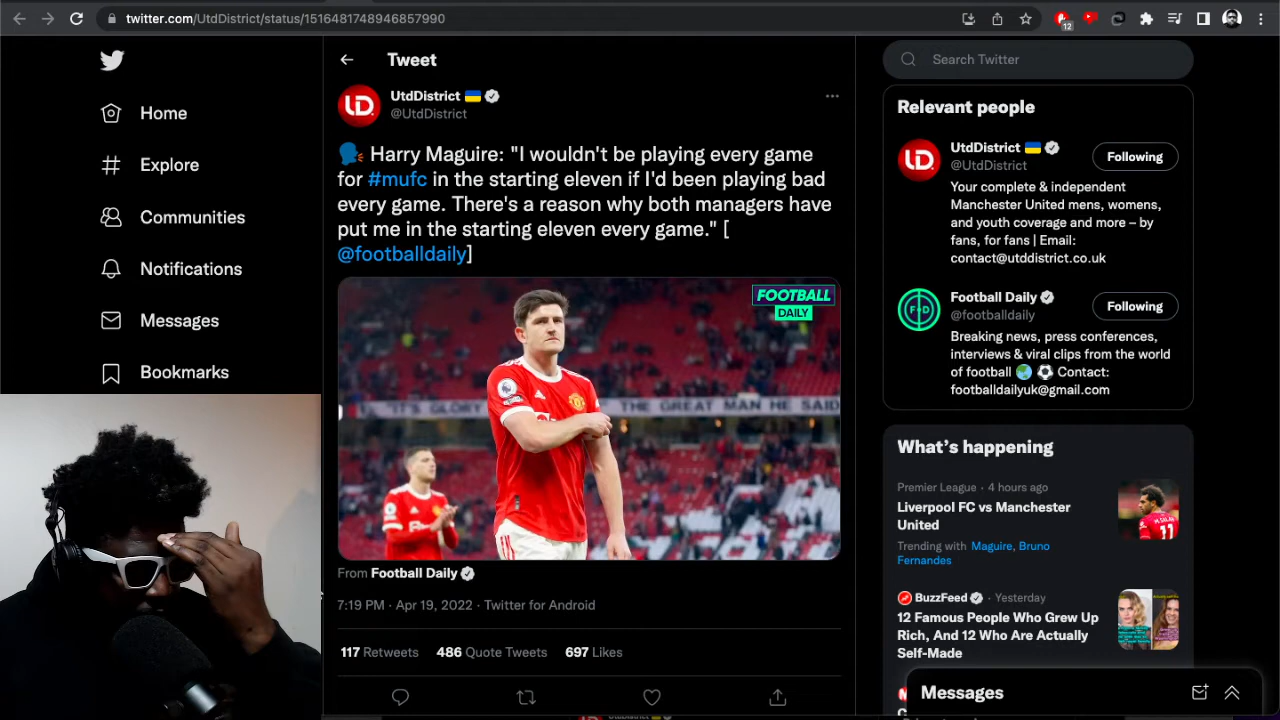 twitter.com/UtdDistrict/status/1516481748946857990
12
Home
Explore
Communities
Notifications
Messages
Bookmarks
Tweet
UtdDistrict
@UtdDistrict
Harry Maguire: "I wouldn't be playing every game
for #mufc in the starting eleven if I'd been playing bad
every game. There's a reason why both managers have
put me in the starting eleven every game." [
@footballdaily]
FOOTBALL
DAILY
"IT'S GLORY
THE GREAT MAN HE SAID
From Football Daily
7:19 PM · Apr 19, 2022 · Twitter for Android
117 Retweets 486 Quote Tweets 697 Likes
Search Twitter
Relevant people
UtdDistrict
@UtdDistrict
Following
Your complete & independent
Manchester United mens, womens,
and youth coverage and more – by
fans, for fans | Email:
contact@utddistrict.co.uk
Football Daily
@footballdaily
Following
Breaking news, press conferences,
interviews & viral clips from the world
of football Contact:
footballdailyuk@gmail.com
What's happening
Premier League · 4 hours ago
Liverpool FC vs Manchester
United
Trending with Maguire, Bruno
Fernandes
BuzzFeed · Yesterday
12 Famous People Who Grew Up
Rich, And 12 Who Are Actually
Self-Made
Messages